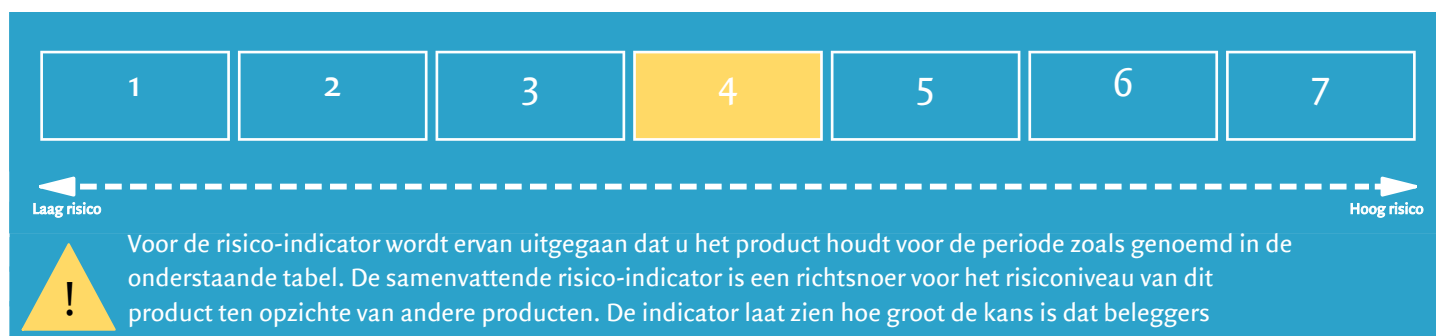 1 2 3 4 5 6 7
Laag risico Hoog risico
Voor de risico-indicator wordt ervan uitgegaan dat u het product houdt voor de periode zoals genoemd in de
onderstaande tabel. De samenvattende risico-indicator is een richtsnoer voor het risiconiveau van dit
! product ten opzichte van andere producten. De indicator laat zien hoe groot de kans is dat beleggers